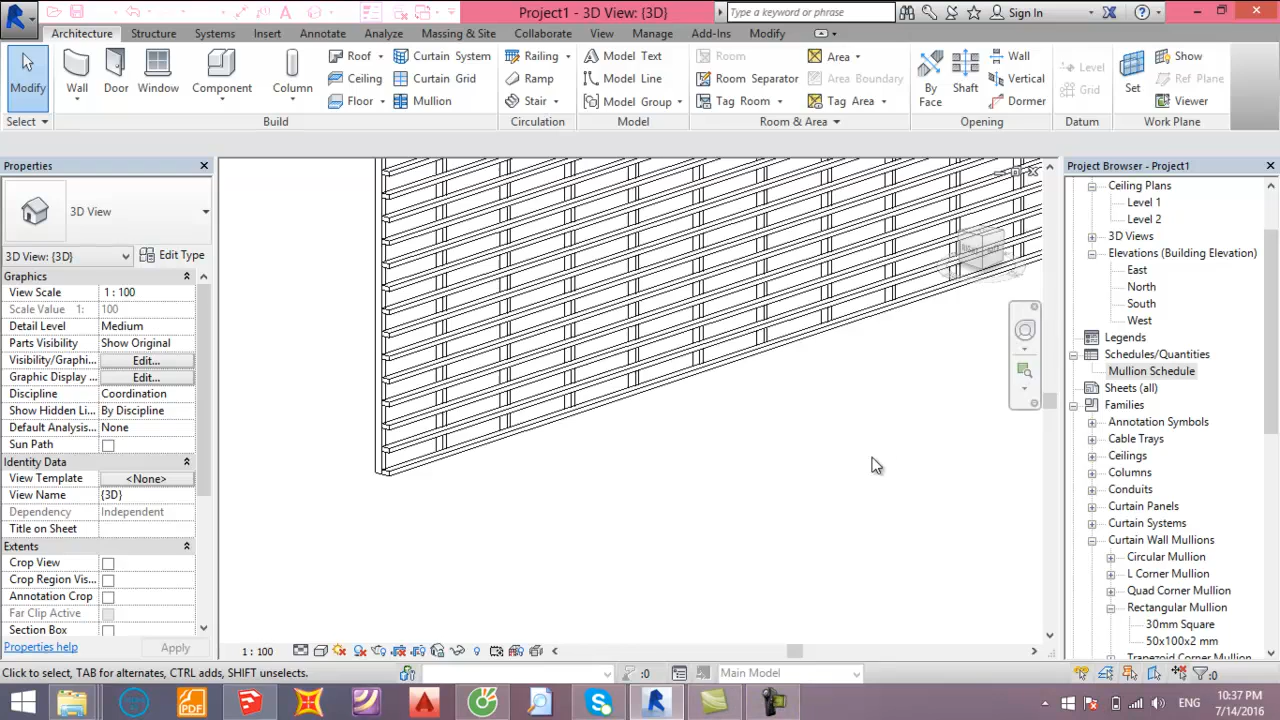 Project1 - 3D View: {3D}
Type a keyword or phrase
Sign In
Architecture
Structure
Systems
Insert
Annotate
Analyze
Massing & Site
Collaborate
View
Manage
Add-Ins
Modify
Modify
Wall
Door
Window
Component
Column
Roof
Ceiling
Floor
Curtain System
Curtain Grid
Mullion
Railing
Ramp
Stair
Model Text
Model Line
Model Group
Room
Room Separator
Tag Room
Area
Area Boundary
Tag Area
By Face
Shaft
Wall
Vertical
Dormer
Level
Grid
Set
Show
Ref Plane
Viewer
Select
Build
Circulation
Model
Room & Area
Opening
Datum
Work Plane
Properties
3D View
3D View: {3D}
Edit Type
Graphics
View Scale 1 : 100
Scale Value 1: 100
Detail Level Medium
Parts Visibility Show Original
Visibility/Graphi... Edit...
Graphic Display ... Edit...
Discipline Coordination
Show Hidden Li... By Discipline
Default Analysis... None
Sun Path
Identity Data
View Template <None>
View Name {3D}
Dependency Independent
Title on Sheet
Extents
Crop View
Crop Region Vis...
Annotation Crop
Far Clip Active
Section Box
Properties help
Apply
Project Browser - Project1
Ceiling Plans
Level 1
Level 2
3D Views
Elevations (Building Elevation)
East
North
South
West
Legends
Schedules/Quantities
Mullion Schedule
Sheets (all)
Families
Annotation Symbols
Cable Trays
Ceilings
Columns
Conduits
Curtain Panels
Curtain Systems
Curtain Wall Mullions
Circular Mullion
L Corner Mullion
Quad Corner Mullion
Rectangular Mullion
30mm Square
50x100x2 mm
Trapezoid Corner Mullion
1 : 100
Click to select, TAB for alternates, CTRL adds, SHIFT unselects.
:0
Main Model
:0
PDF
ENG
10:37 PM
7/14/2016